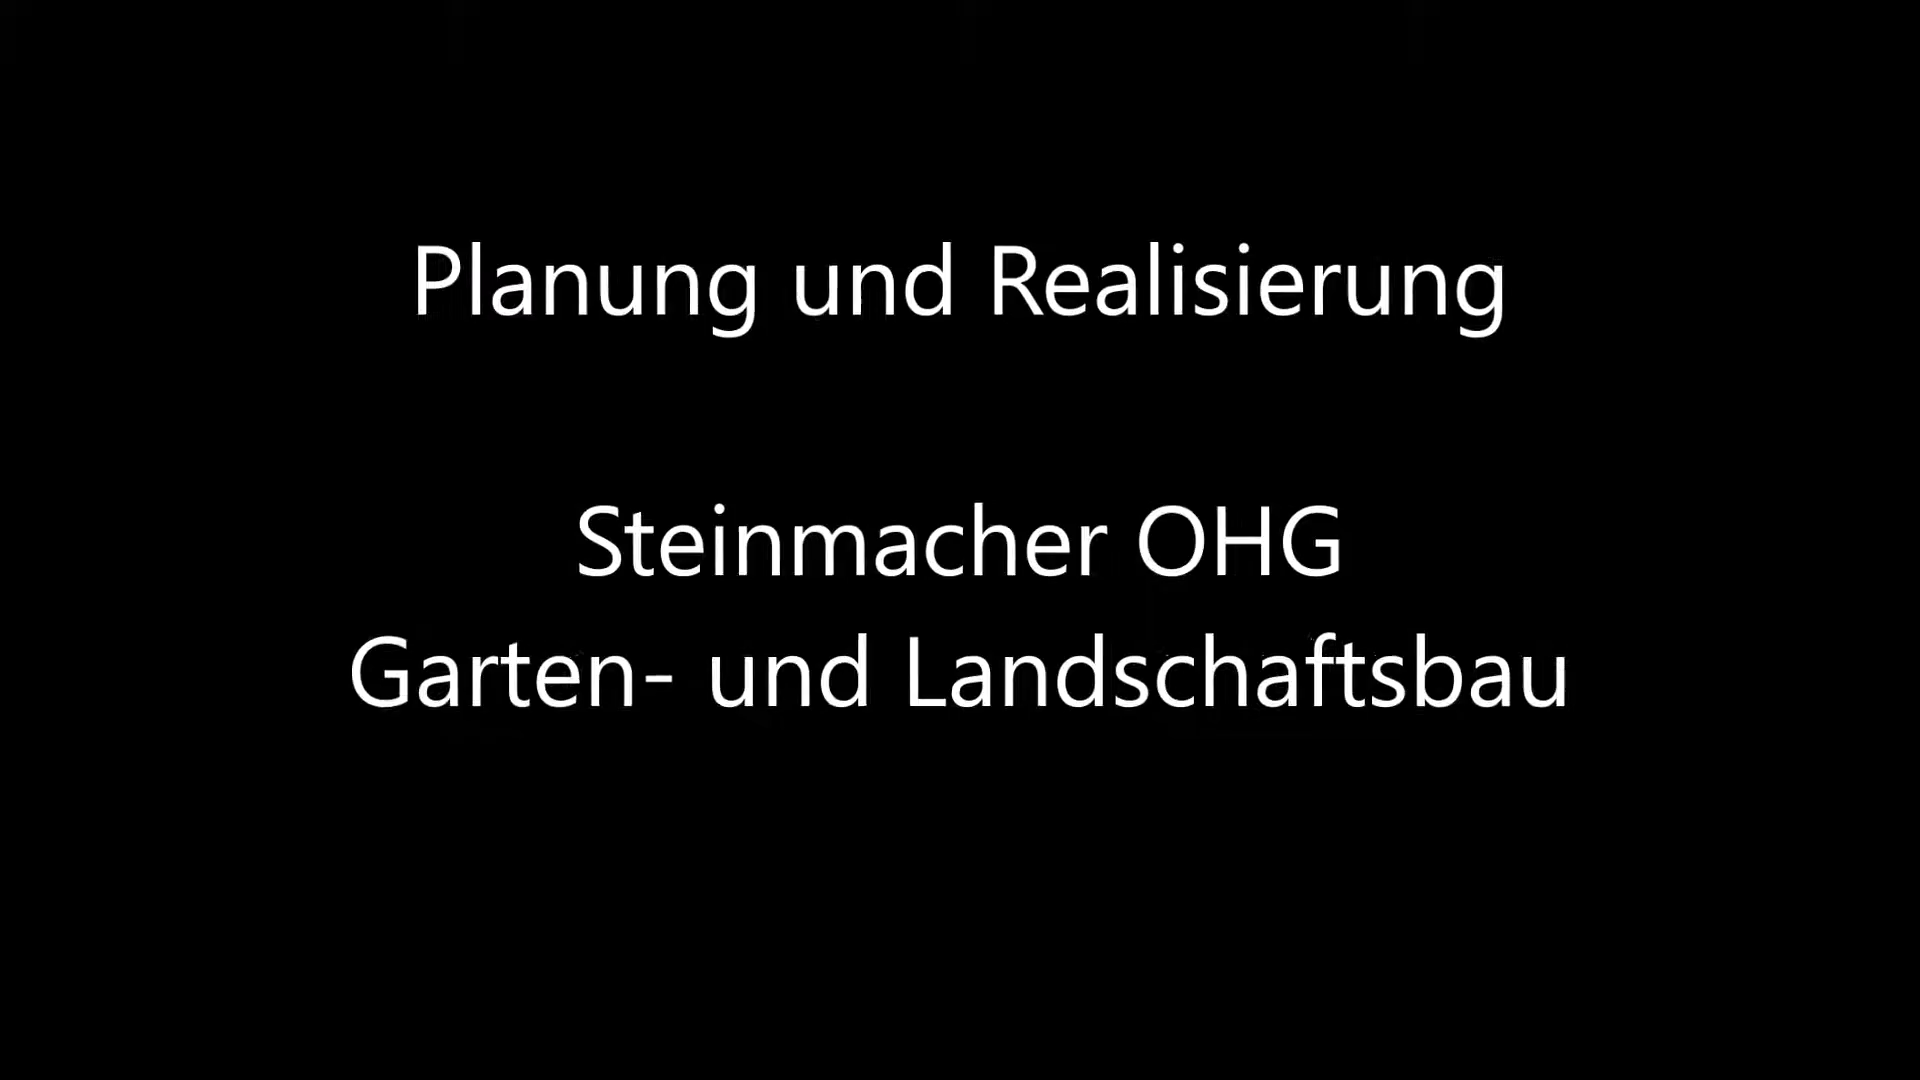 Planung und Realisierung
Steinmacher OHG
Garten- und Landschaftsbau